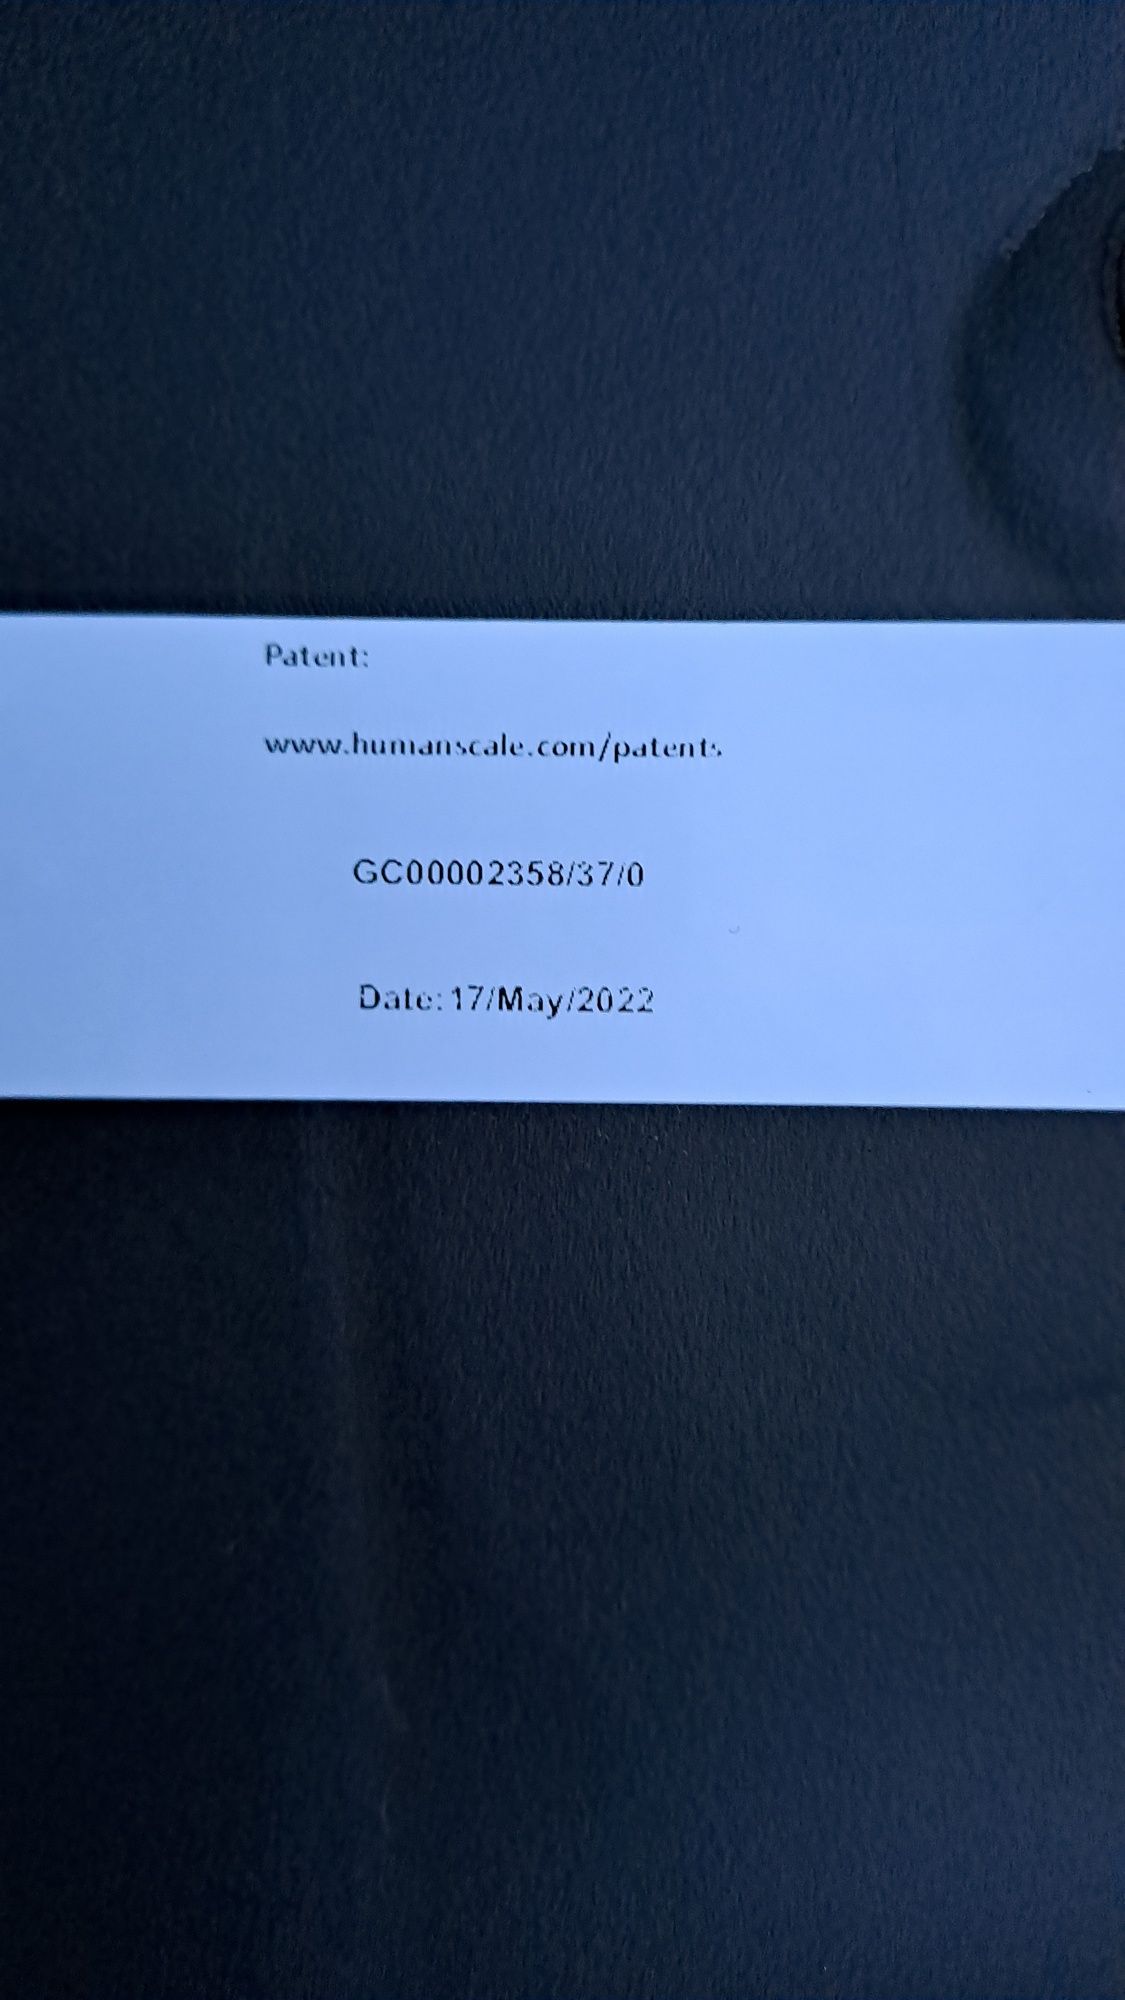 Patent:
www.humanscale.com/patents
GC00002358/37/0
Date: 17/May/2022